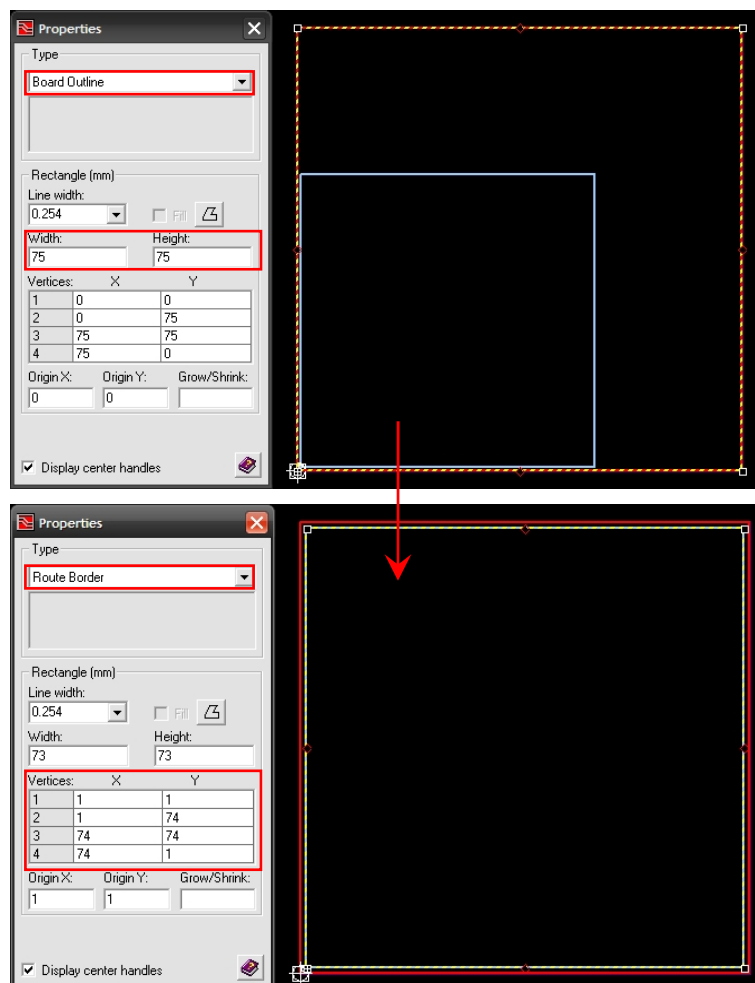 Properties
Type
Board Outline
Rectangle (mm)
Line width:
0.254 Fill
Width: Height:
75 75
Vertices: X Y
1 0 0
2 0 75
3 75 75
4 75 0
Origin X: Origin Y: Grow/Shrink:
0 0
Display center handles
Properties
Type
Route Border
Rectangle (mm)
Line width:
0.254 Fill
Width: Height:
73 73
Vertices: X Y
1 1 1
2 1 74
3 74 74
4 74 1
Origin X: Origin Y: Grow/Shrink:
1 1
Display center handles